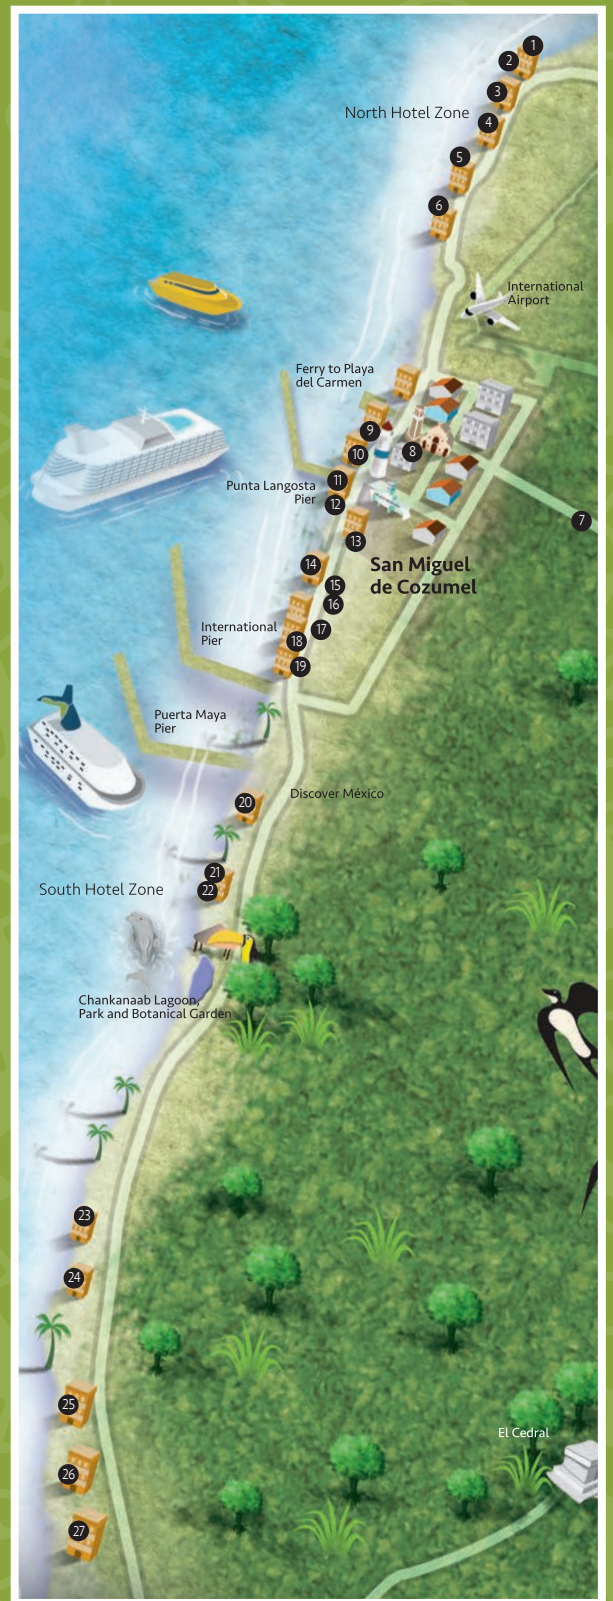 1
2
3
North Hotel Zone
4
5
6
International
Airport
Ferry to Playa
del Carmen
9
8
10
11
Punta Langosta
Pier
12
7
13
San Miguel
de Cozumel
14
15
16
International
Pier
17
18
19
Puerta Maya
Pier
Discover México
20
21
22
South Hotel Zone
Chankanaab Lagoon,
Park and Botanical Garden
23
24
25
El Cedral
26
27